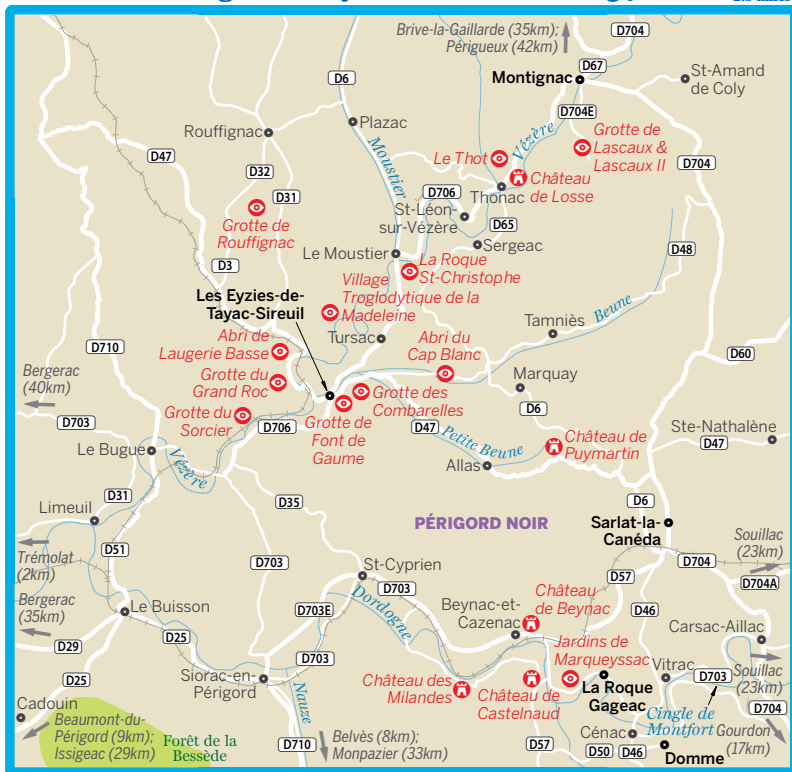 Brive-la-Gaillarde (35km);
Périgueux (42km)
D704
D67
Montignac
St-Amand
de Coly
D6
D704E
Plazac
Rouffignac
Moustier
Vézère
Grotte de
Lascaux &
Lascaux II
Le Thot
D47
D32
D704
Château
de Losse
Thonac
D31
D706
St-Léon-
sur-Vézère
Grotte de
Rouffignac
D65
Sergeac
D48
Le Moustier
D3
La Roque
St-Christophe
Village
Troglodytique de la
Madeleine
Les Eyzies-de-
Tayac-Sireuil
Beune
Tamniès
Tursac
Abri de
Laugerie Basse
Abri du
Cap Blanc
D710
D60
Bergerac
(40km)
Grotte du
Grand Roc
Marquay
Grotte des
Combarelles
D6
Grotte du
Sorcier
D703
D706
Grotte de
Font de
Gaume
D47
Petite Beune
Château de
Puymartin
Ste-Nathalène
D47
Le Bugue
Vézère
Allas
D31
D35
D6
Limeuil
PÉRIGORD NOIR
Sarlat-la-
Canéda
Souillac
(23km)
D51
Trémolat
(2km)
D703
St-Cyprien
D57
D704
D704A
Bergerac
(35km)
D703
Le Buisson
D703E
Dordogne
Château
de Beynac
Beynac-et-
Cazenac
D46
Carsac-Aillac
D29
D25
D703
Jardins de
Marqueyssac
D25
Siorac-en-
Périgord
Château des
Milandes
Château de
Castelnaud
La Roque
Gageac
Vitrac
D703
Souillac
(23km)
Cadouin
Nauze
Cingle de
Montfort
D704
Beaumont-du-
Périgord (9km);
Issigeac (29km)
Forêt de la
Bessède
D710
Belvès (8km);
Monpazier (33km)
D57
Cénac
D50
D46
Domme
Gourdon
(17km)